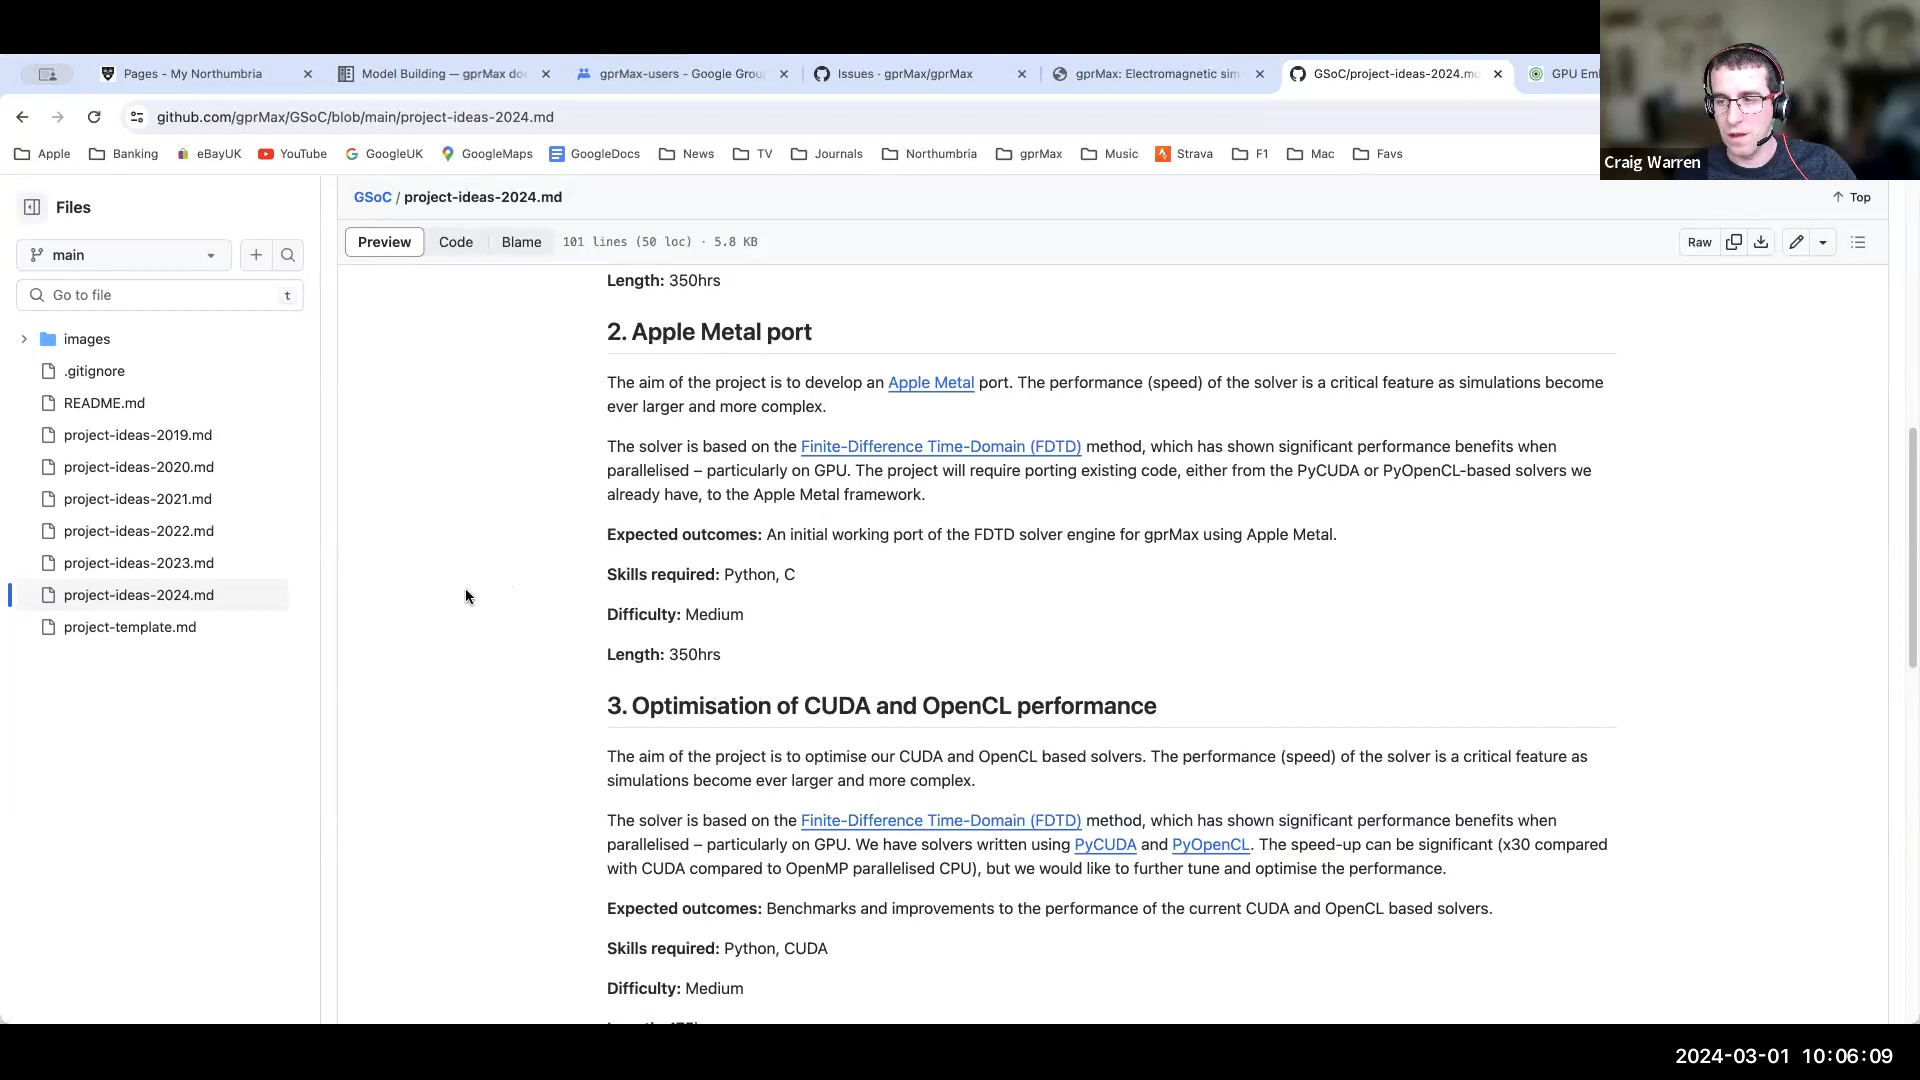 Pages - My Northumbria
Model Building — gprMax do
gprMax-users - Google Grou
Issues · gprMax/gprMax
gprMax: Electromagnetic sim
GSoC/project-ideas-2024.md
GPU Em
github.com/gprMax/GSoC/blob/main/project-ideas-2024.md
Apple
Banking
eBayUK
YouTube
GoogleUK
GoogleMaps
GoogleDocs
News
TV
Journals
Northumbria
gprMax
Music
Strava
F1
Mac
Favs
Craig Warren
Files
main
Go to file
t
images
.gitignore
README.md
project-ideas-2019.md
project-ideas-2020.md
project-ideas-2021.md
project-ideas-2022.md
project-ideas-2023.md
project-ideas-2024.md
project-template.md
GSoC / project-ideas-2024.md
Top
Preview
Code
Blame
101 lines (50 loc) · 5.8 KB
Raw
Length: 350hrs
2. Apple Metal port
The aim of the project is to develop an Apple Metal port. The performance (speed) of the solver is a critical feature as simulations become
ever larger and more complex.
The solver is based on the Finite-Difference Time-Domain (FDTD) method, which has shown significant performance benefits when
parallelised – particularly on GPU. The project will require porting existing code, either from the PyCUDA or PyOpenCL-based solvers we
already have, to the Apple Metal framework.
Expected outcomes: An initial working port of the FDTD solver engine for gprMax using Apple Metal.
Skills required: Python, C
Difficulty: Medium
Length: 350hrs
3. Optimisation of CUDA and OpenCL performance
The aim of the project is to optimise our CUDA and OpenCL based solvers. The performance (speed) of the solver is a critical feature as
simulations become ever larger and more complex.
The solver is based on the Finite-Difference Time-Domain (FDTD) method, which has shown significant performance benefits when
parallelised – particularly on GPU. We have solvers written using PyCUDA and PyOpenCL. The speed-up can be significant (x30 compared
with CUDA compared to OpenMP parallelised CPU), but we would like to further tune and optimise the performance.
Expected outcomes: Benchmarks and improvements to the performance of the current CUDA and OpenCL based solvers.
Skills required: Python, CUDA
Difficulty: Medium
2024-03-01 10:06:09